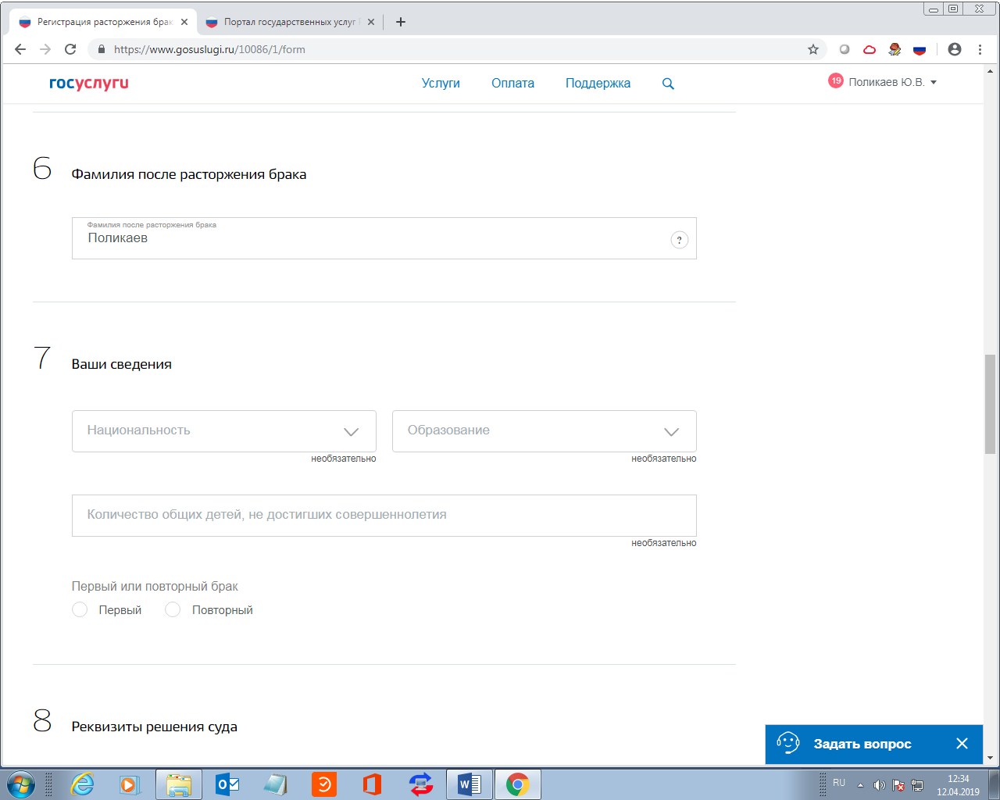 Регистрация расторжения брак
Портал государственных услуг
https://www.gosuslugi.ru/10086/1/form
госуслуги
Услуги
Оплата
Поддержка
19
Поликаев Ю.В.
6
Фамилия после расторжения брака
Фамилия после расторжения брака
Поликаев
?
7
Ваши сведения
Национальность
Образование
необязательно
необязательно
Количество общих детей, не достигших совершеннолетия
необязательно
Первый или повторный брак
Первый
Повторный
8
Реквизиты решения суда
Задать вопрос
RU
12:34
12.04.2019